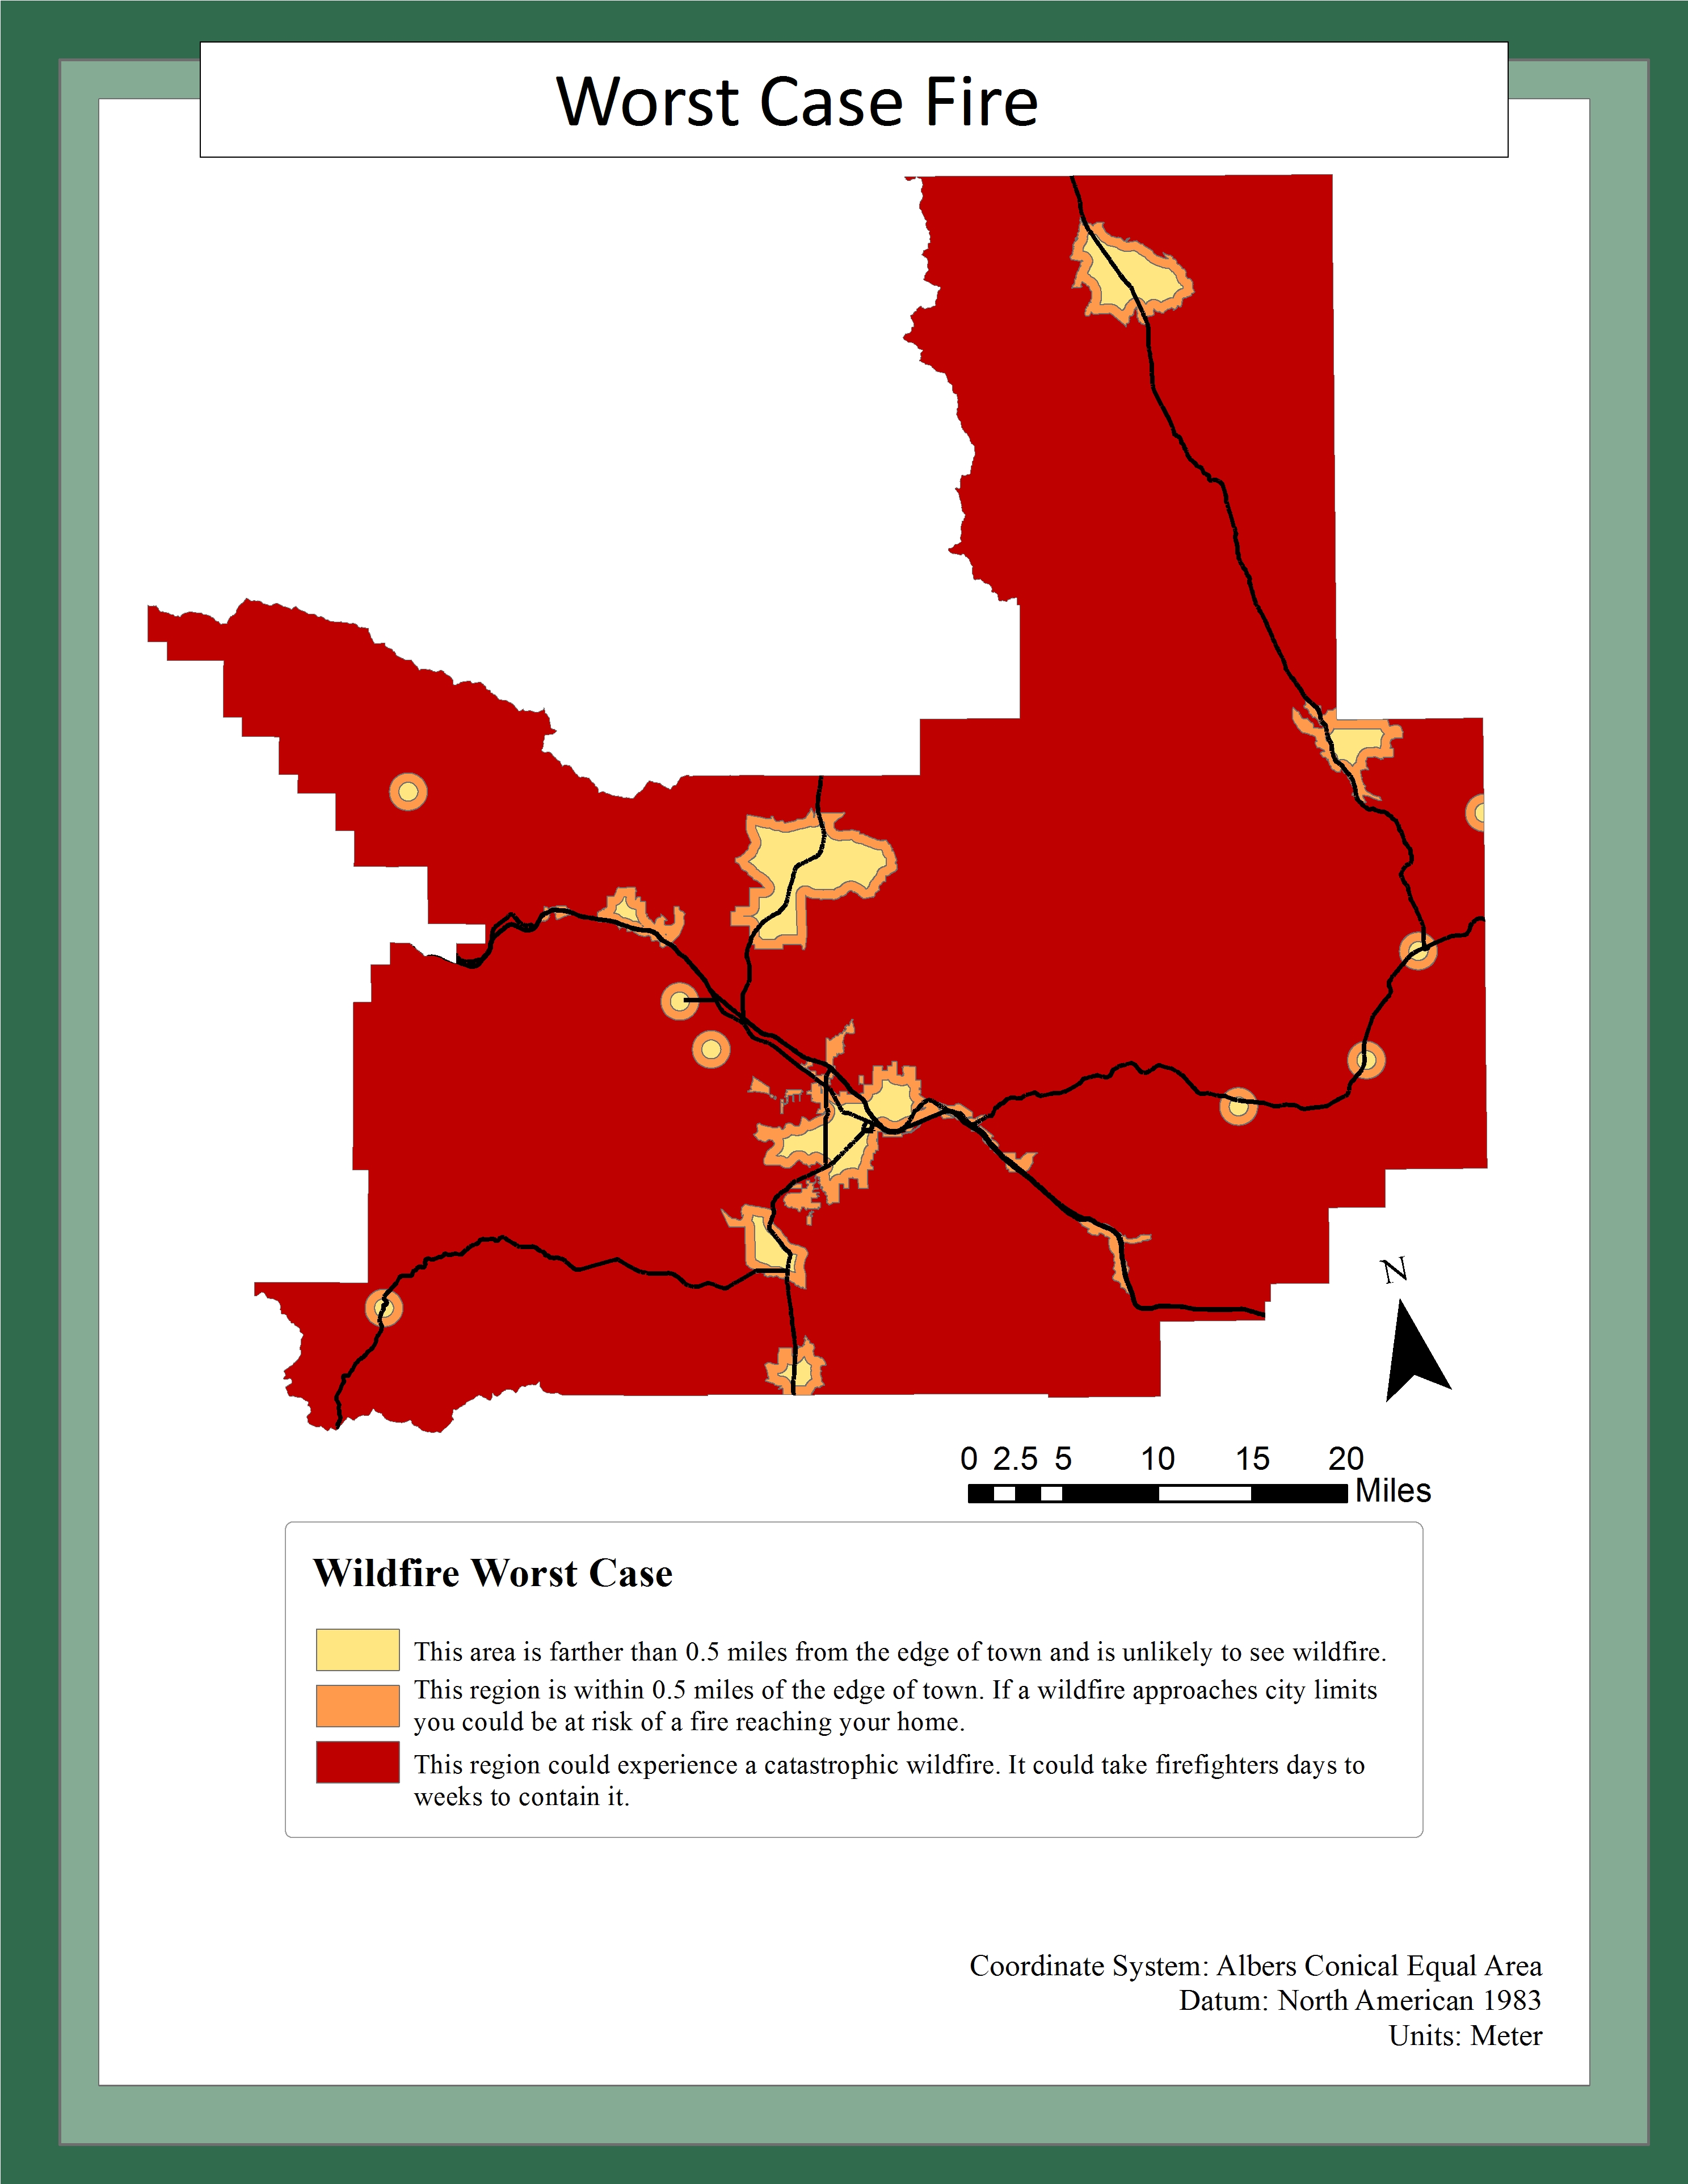 Worst Case Fire
N
0 2.5 5 10 15 20
Miles
Wildfire Worst Case
This area is farther than 0.5 miles from the edge of town and is unlikely to see wildfire.
This region is within 0.5 miles of the edge of town. If a wildfire approaches city limits
you could be at risk of a fire reaching your home.
This region could experience a catastrophic wildfire. It could take firefighters days to
weeks to contain it.
Coordinate System: Albers Conical Equal Area
Datum: North American 1983
Units: Meter